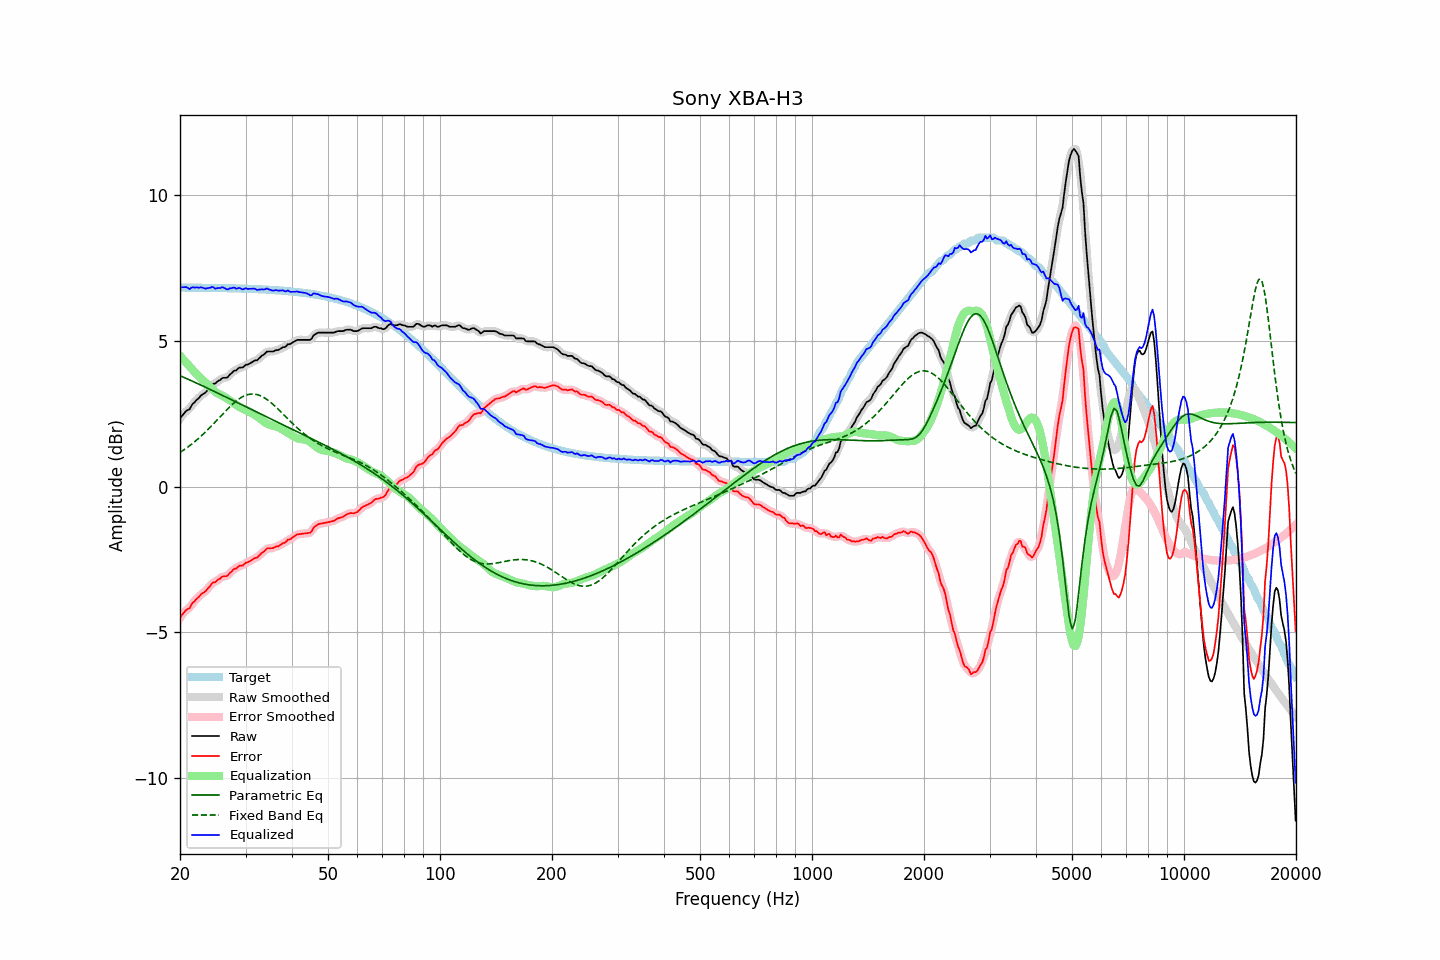 Sony XBA-H3
Amplitude (dBr)
10
5
0
−5
−10
Target
Raw Smoothed
Error Smoothed
Raw
Error
Equalization
Parametric Eq
Fixed Band Eq
Equalized
20 50 100 200 500 1000 2000 5000 10000 20000
Frequency (Hz)